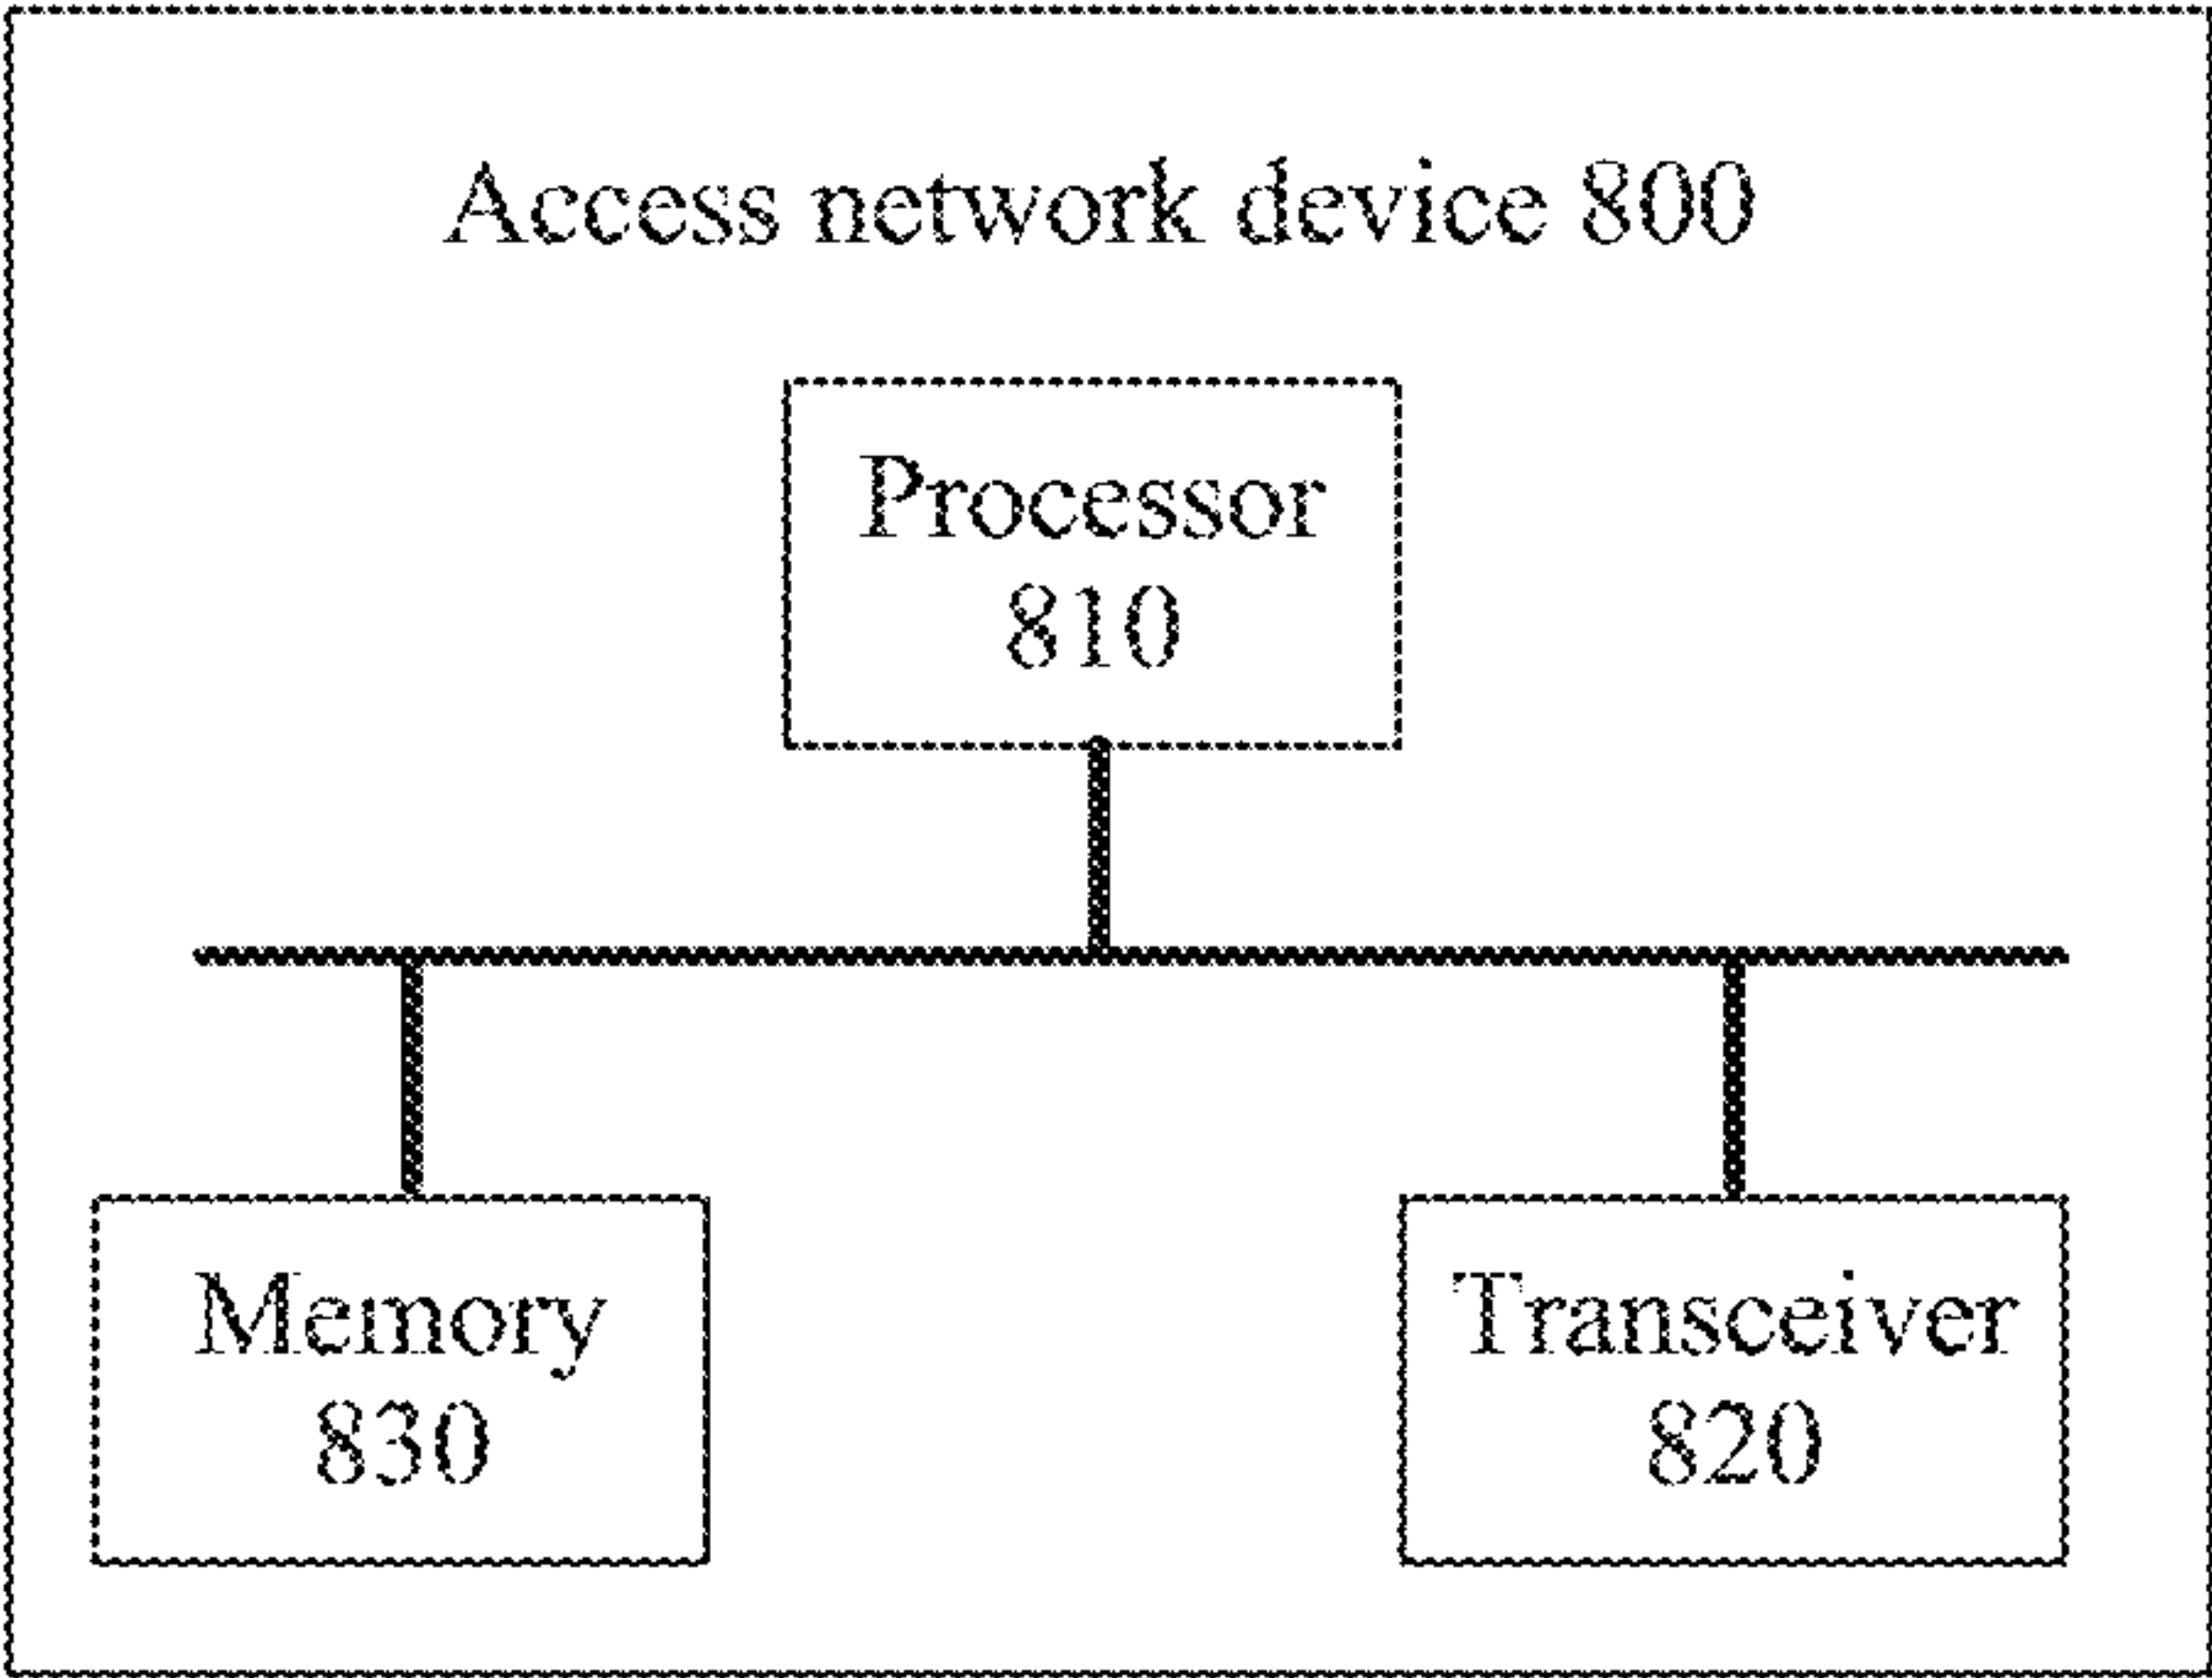 Access network device 800
Processor
810
Memory
830
Transceiver
820